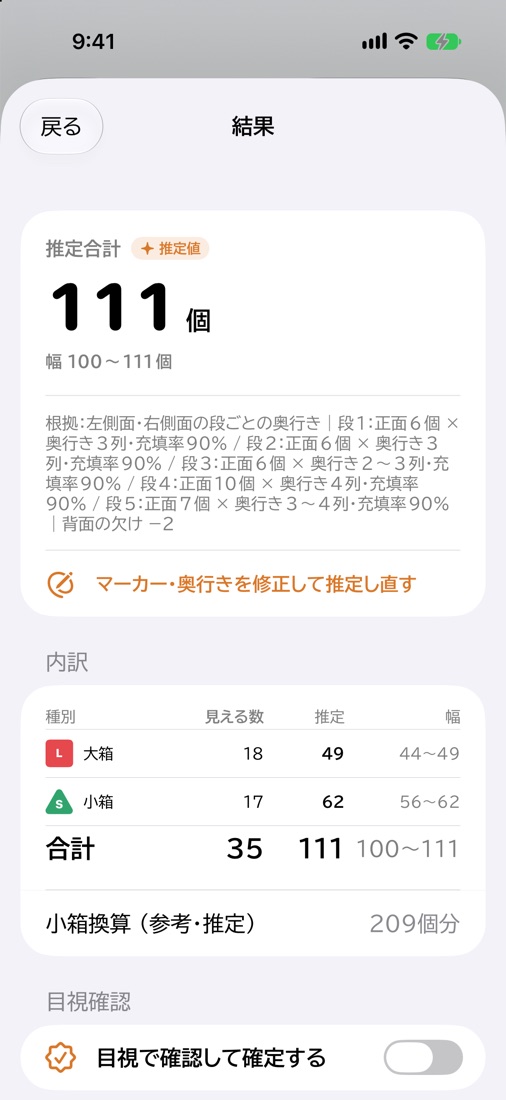 9:41
戻る
結果
推定合計 推定値
111 個
幅 100〜111個
根拠：左側面・右側面の段ごとの奥行き｜段1：正面6個 ×
奥行き3列・充填率90% / 段2：正面6個 × 奥行き3
列・充填率90% / 段3：正面6個 × 奥行き2〜3列・充
填率90% / 段4：正面10個 × 奥行き4列・充填率
90% / 段5：正面7個 × 奥行き3〜4列・充填率90%
｜背面の欠け −2
マーカー・奥行きを修正して推定し直す
内訳
種別 見える数 推定 幅
L 大箱 18 49 44〜49
S 小箱 17 62 56〜62
合計 35 111 100〜111
小箱換算（参考・推定） 209個分
目視確認
目視で確認して確定する